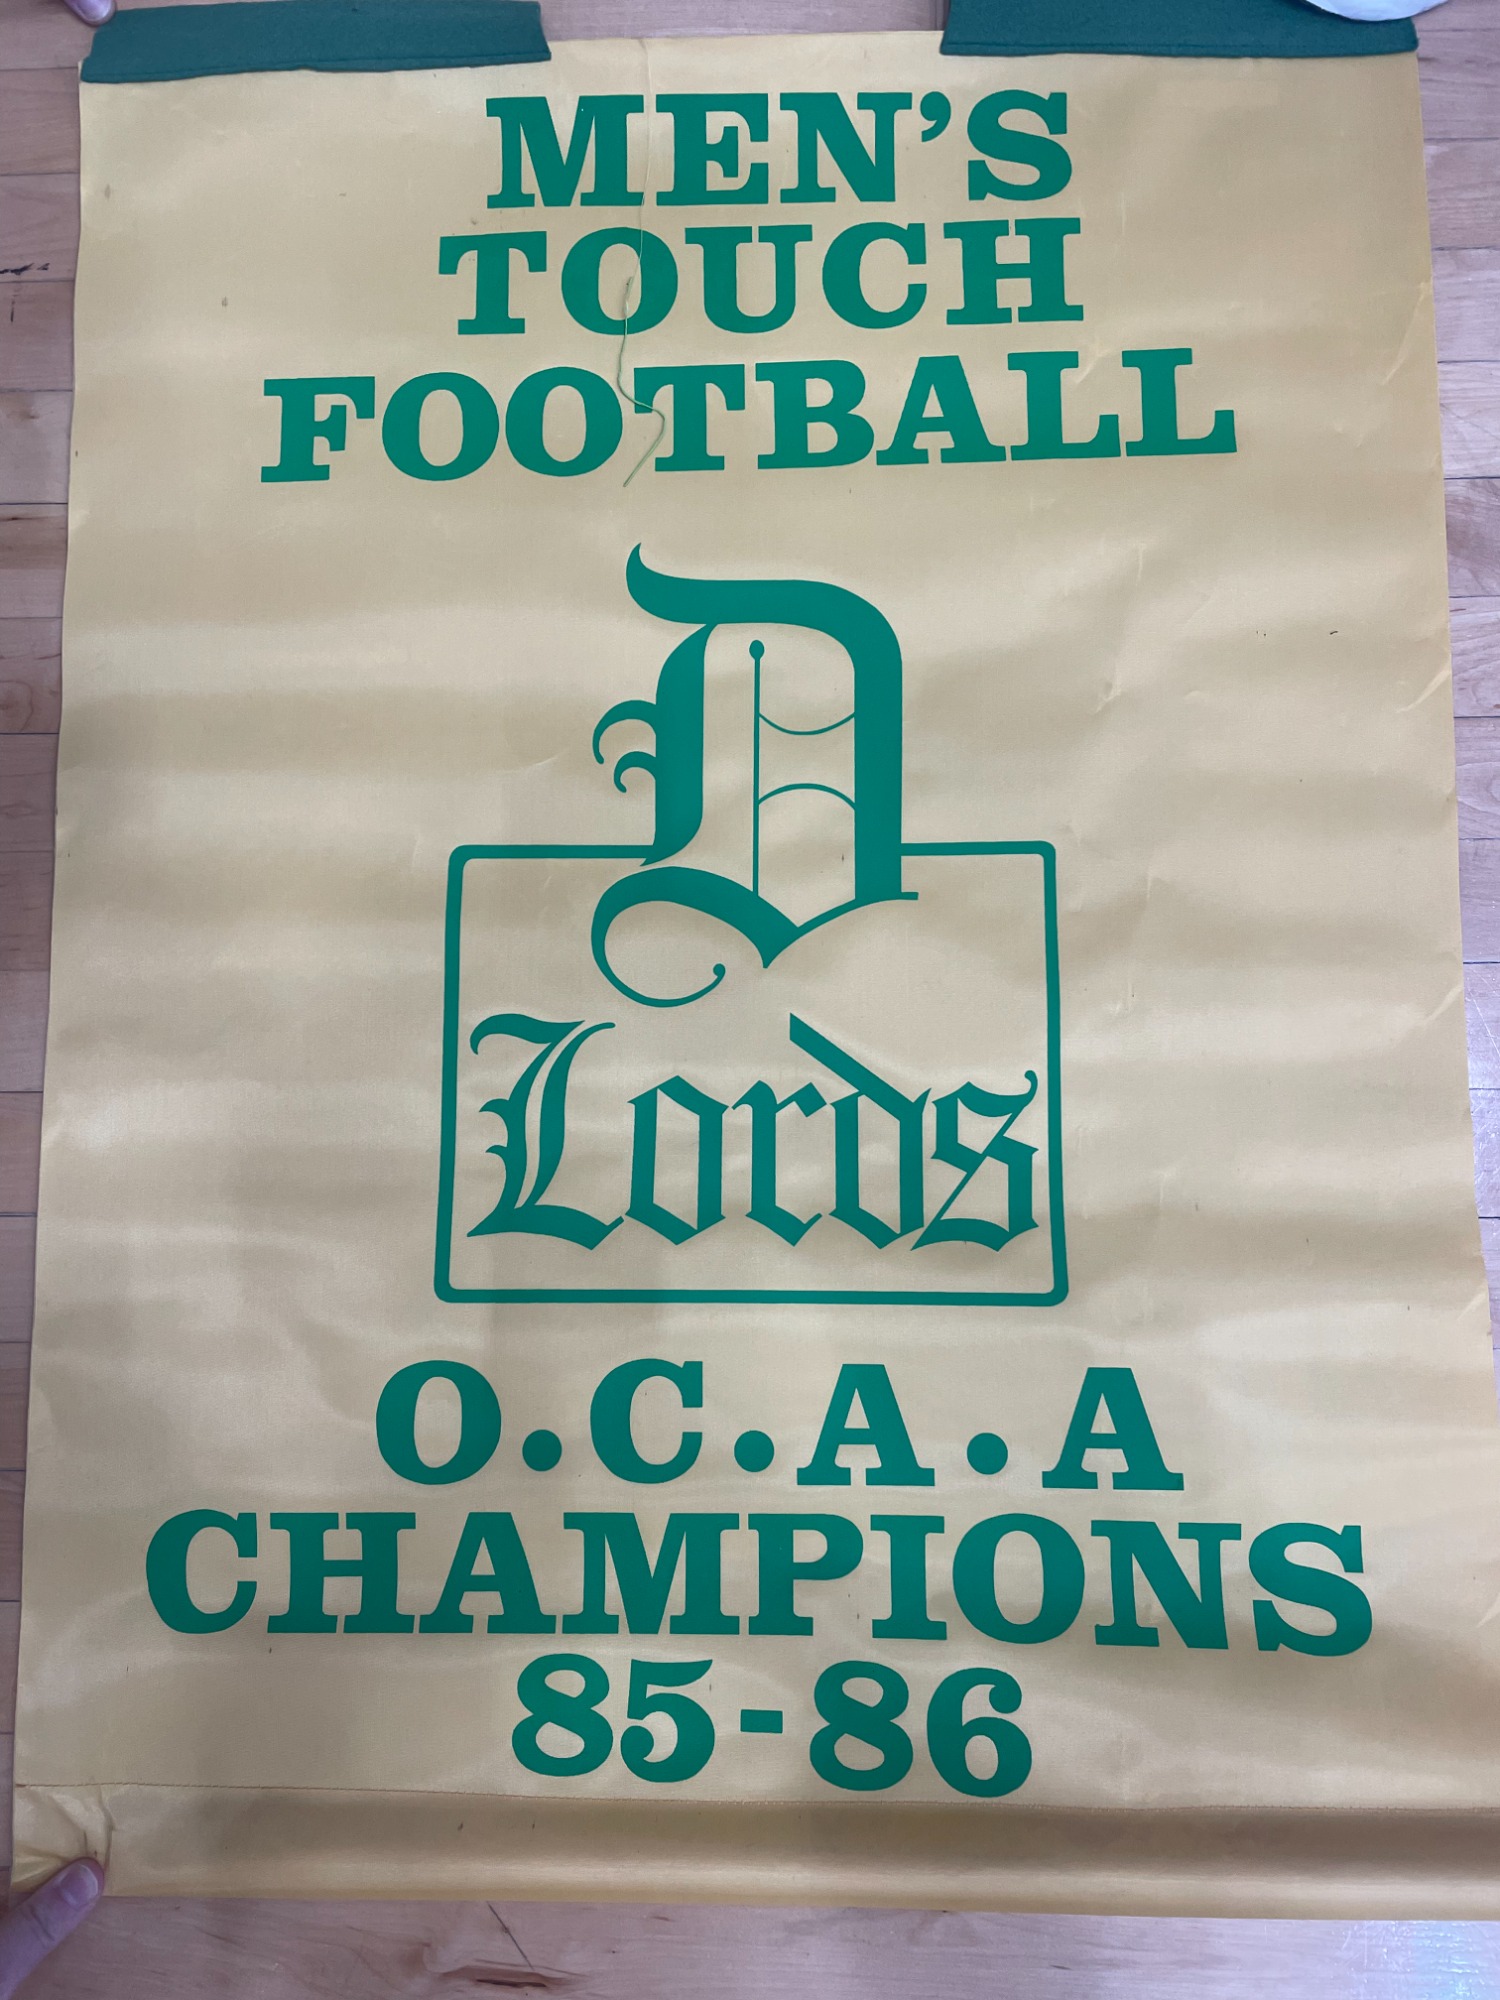 MEN'S
TOUCH
FOOTBALL
D
Lords
O.C.A.A
CHAMPIONS
85-86